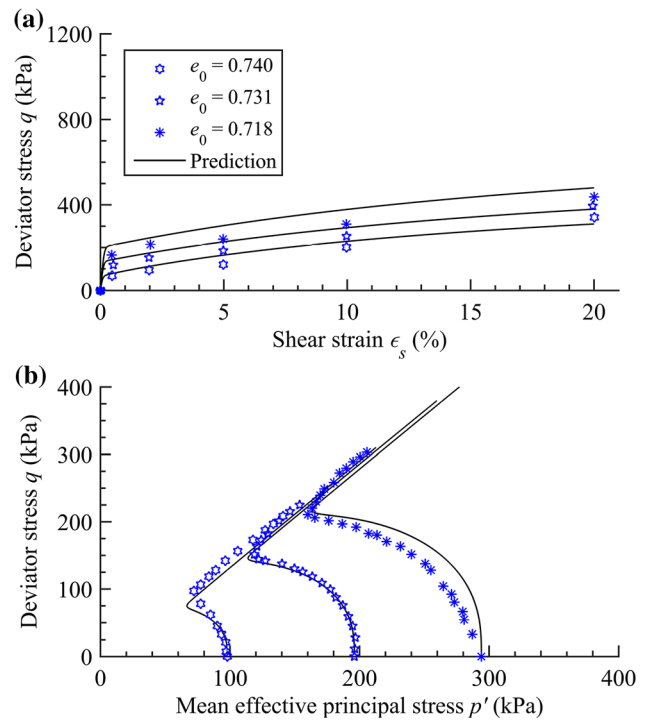 (a)
1200
800
400
0
Deviator stress q (kPa)
e0 = 0.740
e0 = 0.731
e0 = 0.718
Prediction
0 5 10 15 20
Shear strain ϵs (%)
(b)
400
300
200
100
0
Deviator stress q (kPa)
0 100 200 300 400
Mean effective principal stress p' (kPa)